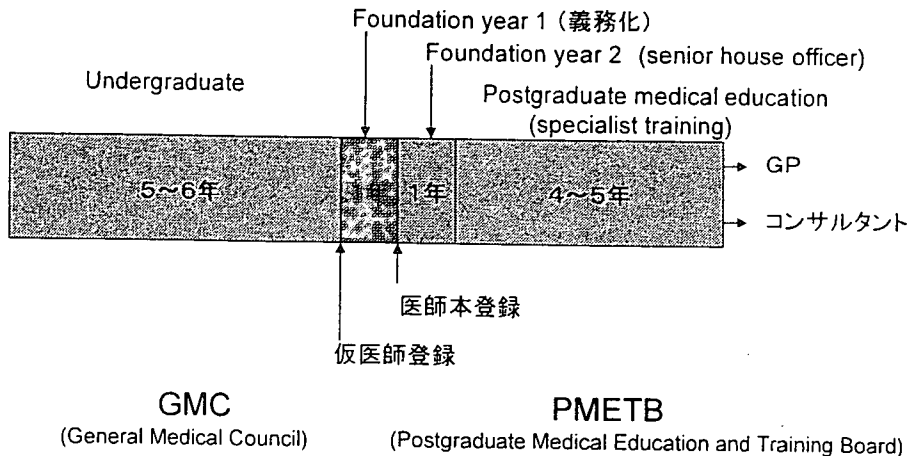 Foundation year 1 (義務化)
Foundation year 2 (senior house officer)
Undergraduate
Postgraduate medical education
(specialist training)
5～6年
1年
4～5年
GP
コンサルタント
医師本登録
仮医師登録
GMC
(General Medical Council)
PMETB
(Postgraduate Medical Education and Training Board)